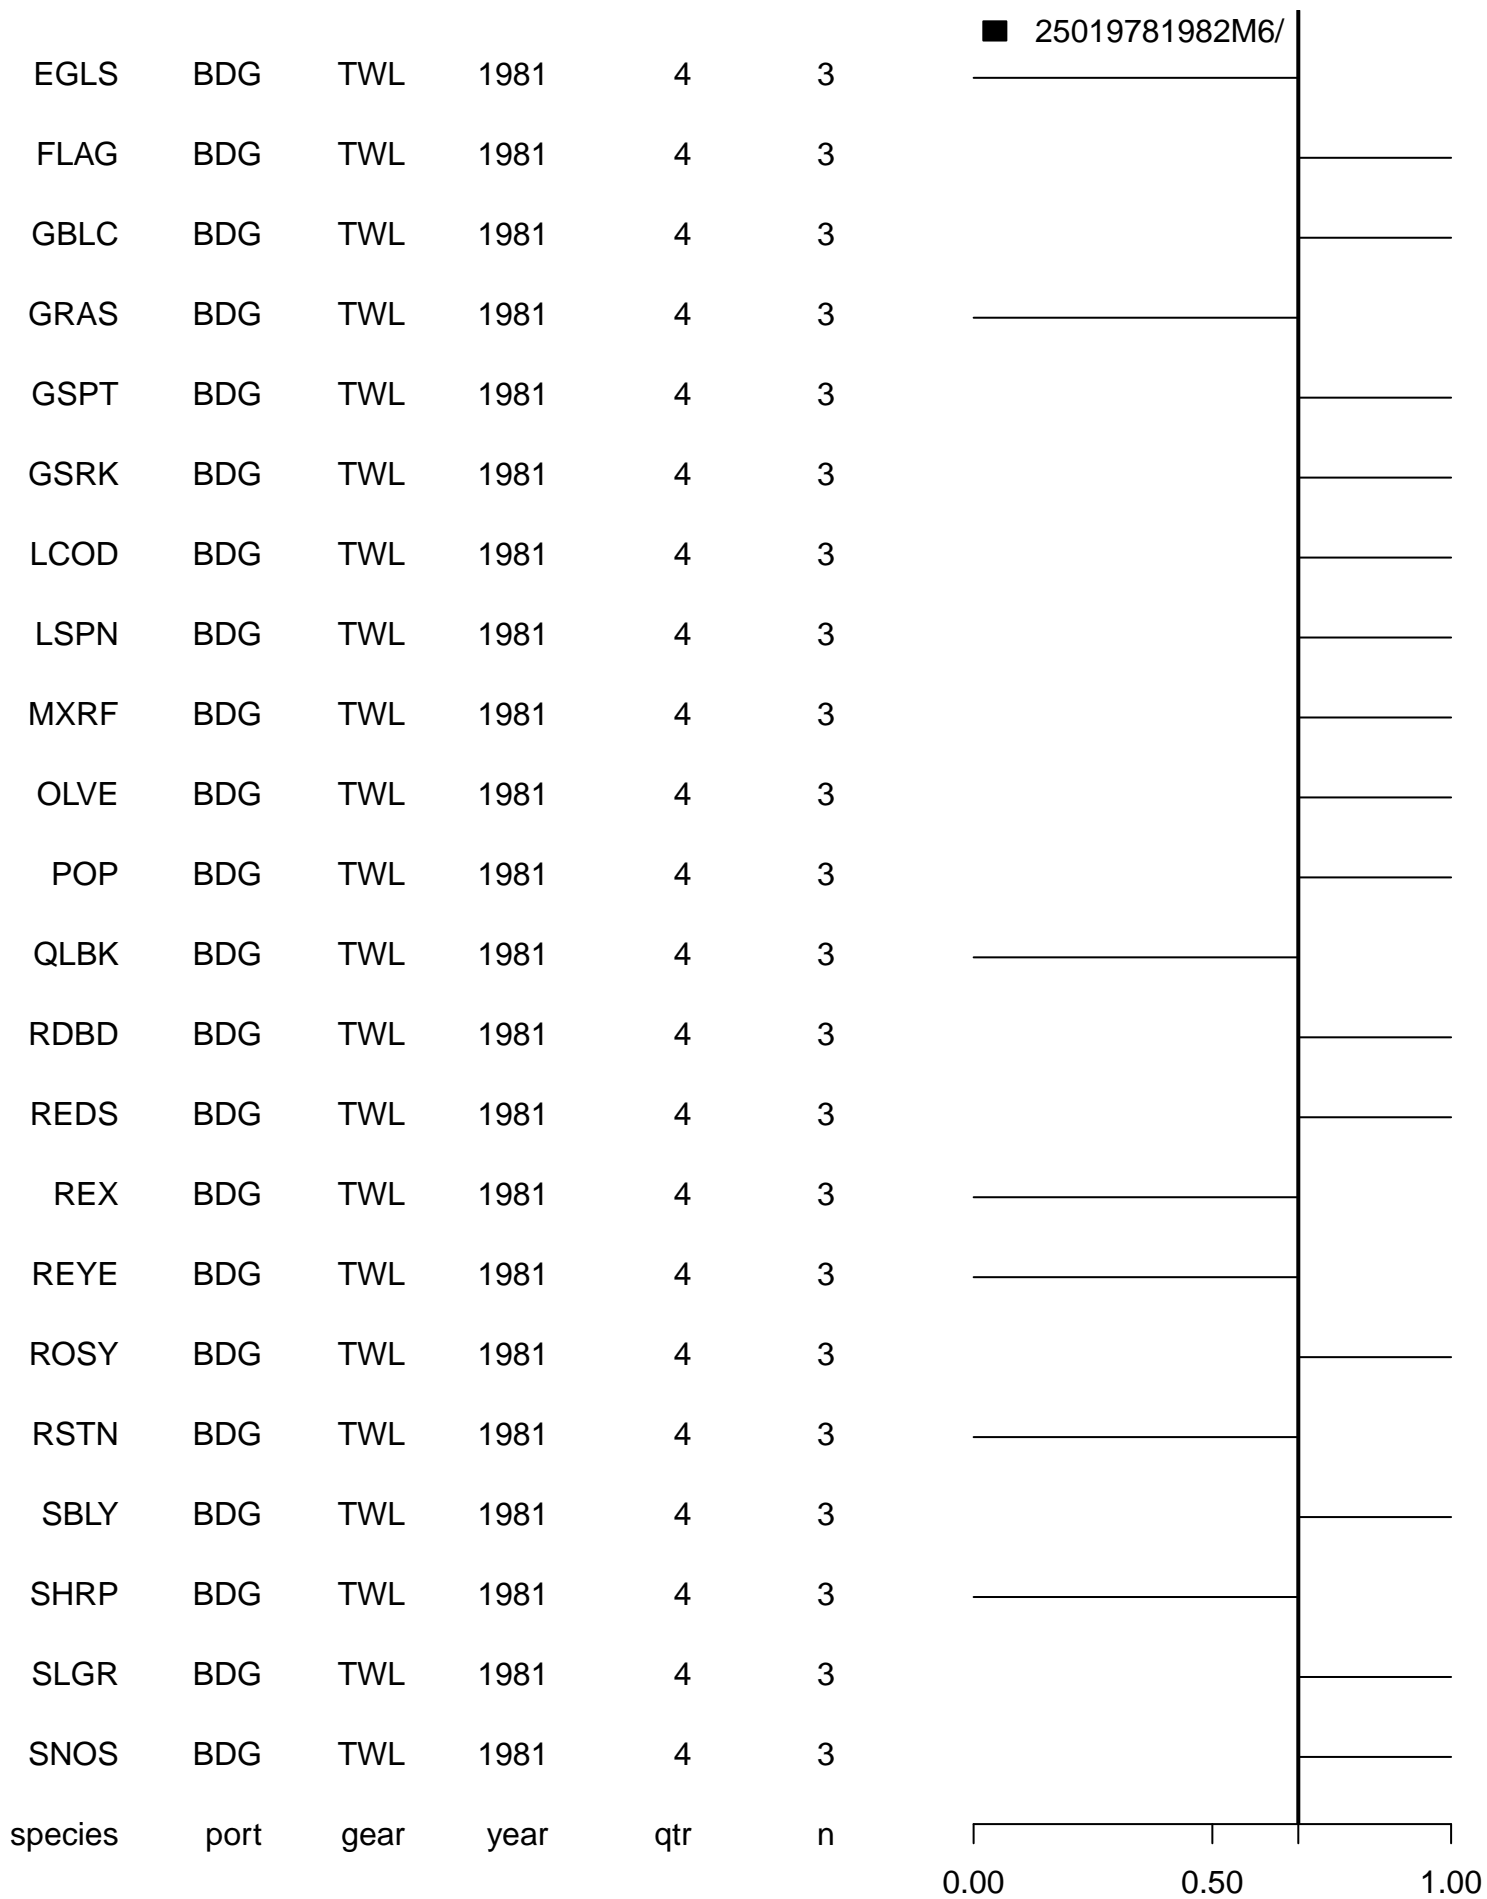 25019781982M6/
EGLS BDG TWL 1981 4 3
FLAG BDG TWL 1981 4 3
GBLC BDG TWL 1981 4 3
GRAS BDG TWL 1981 4 3
GSPT BDG TWL 1981 4 3
GSRK BDG TWL 1981 4 3
LCOD BDG TWL 1981 4 3
LSPN BDG TWL 1981 4 3
MXRF BDG TWL 1981 4 3
OLVE BDG TWL 1981 4 3
POP BDG TWL 1981 4 3
QLBK BDG TWL 1981 4 3
RDBD BDG TWL 1981 4 3
REDS BDG TWL 1981 4 3
REX BDG TWL 1981 4 3
REYE BDG TWL 1981 4 3
ROSY BDG TWL 1981 4 3
RSTN BDG TWL 1981 4 3
SBLY BDG TWL 1981 4 3
SHRP BDG TWL 1981 4 3
SLGR BDG TWL 1981 4 3
SNOS BDG TWL 1981 4 3
species port gear year qtr n
0.00 0.50 1.00